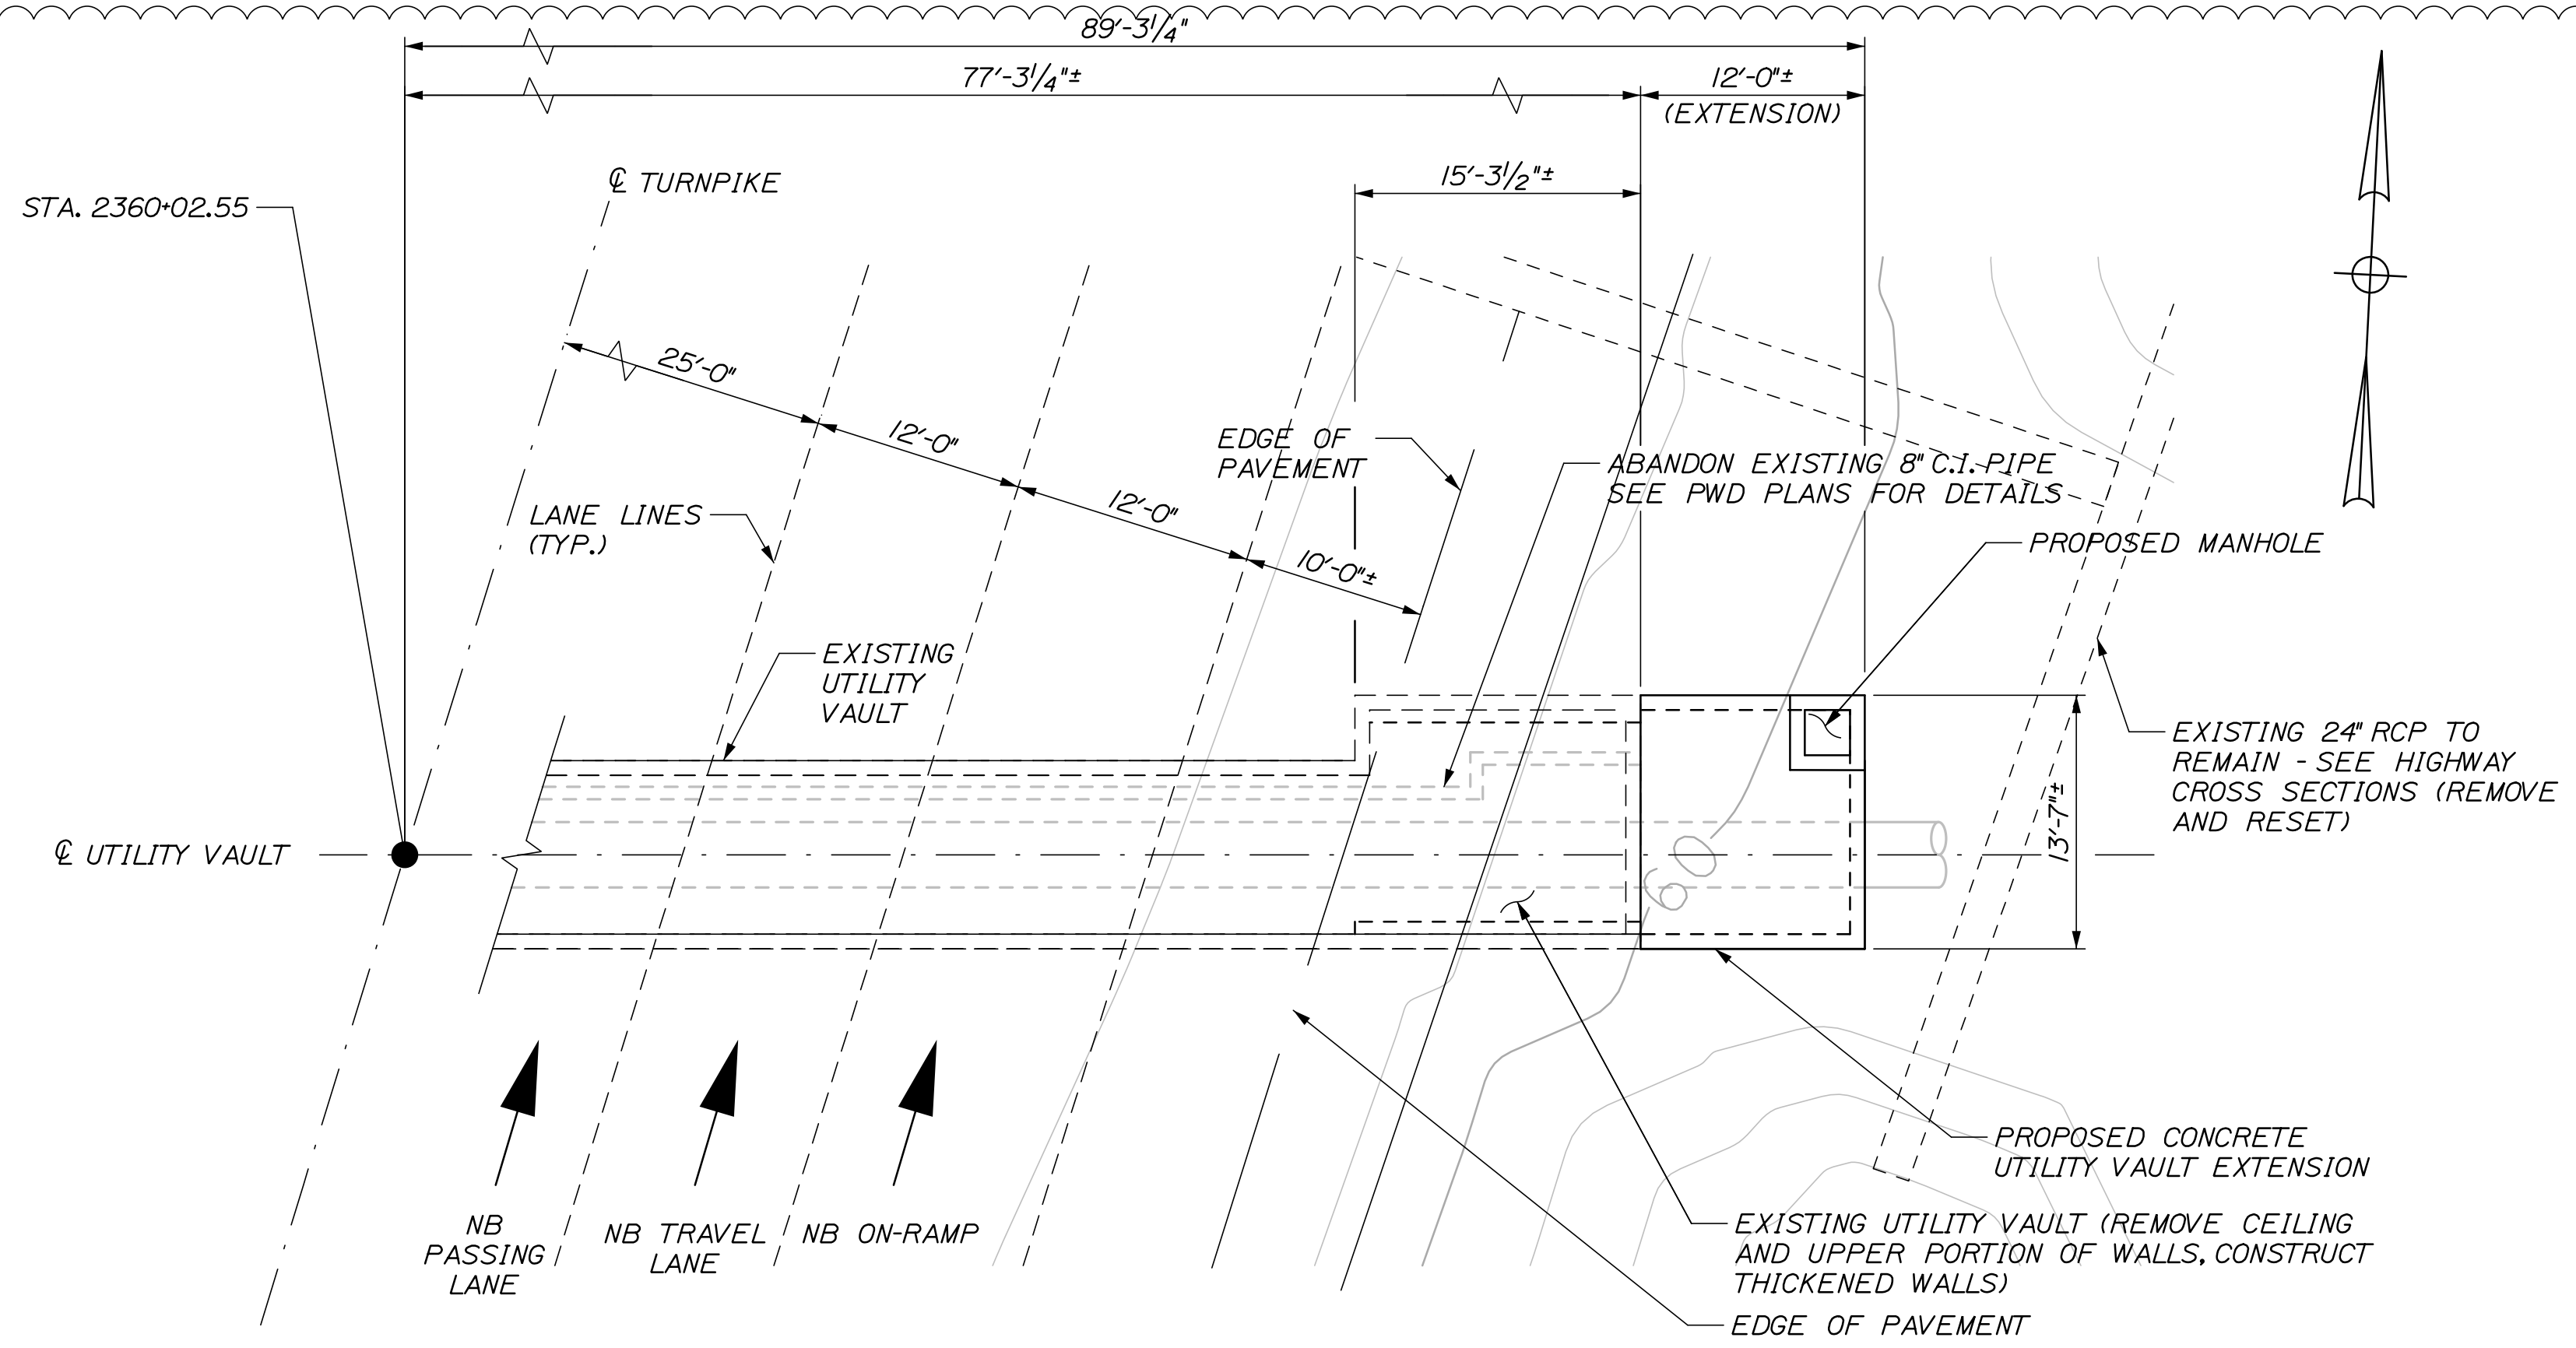 89'-3 1/4"
77'-3 1/4"±
12'-0"±
(EXTENSION)
15'-3 1/2"±
℄ TURNPIKE
STA. 2360+02.55
25'-0"
12'-0"
12'-0"
10'-0"±
EDGE OF
PAVEMENT
ABANDON EXISTING 8" C.I. PIPE
SEE PWD PLANS FOR DETAILS
LANE LINES
(TYP.)
PROPOSED MANHOLE
EXISTING
UTILITY
VAULT
EXISTING 24" RCP TO
REMAIN - SEE HIGHWAY
CROSS SECTIONS (REMOVE
AND RESET)
13'-7"±
℄ UTILITY VAULT
60
PROPOSED CONCRETE
UTILITY VAULT EXTENSION
NB
PASSING
LANE
NB TRAVEL
LANE
NB ON-RAMP
EXISTING UTILITY VAULT (REMOVE CEILING
AND UPPER PORTION OF WALLS, CONSTRUCT
THICKENED WALLS)
EDGE OF PAVEMENT